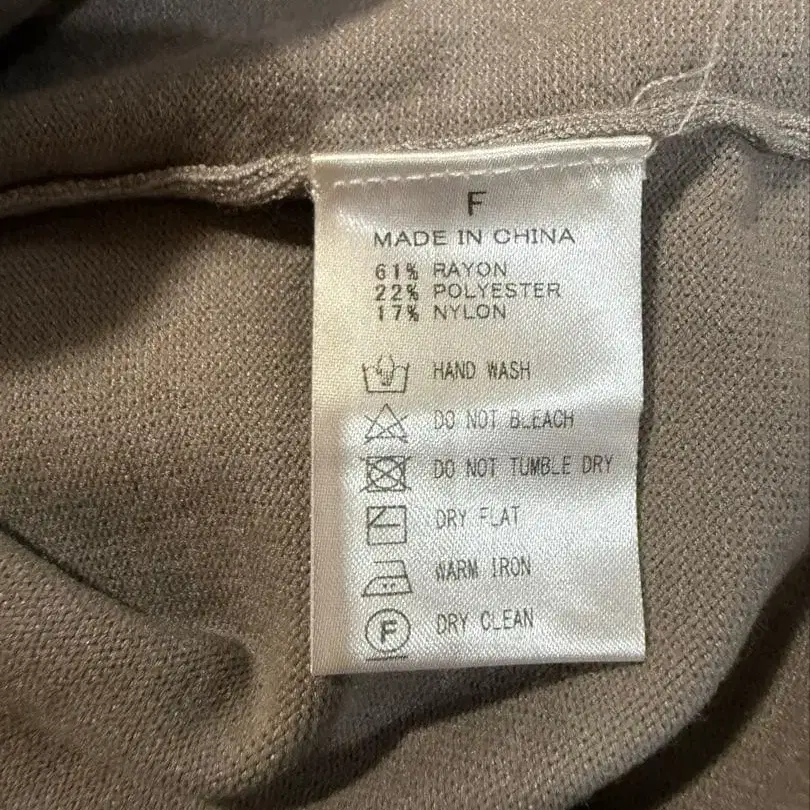 F
MADE IN CHINA
61% RAYON
22% POLYESTER
17% NYLON
HAND WASH
DO NOT BLEACH
DO NOT TUMBLE DRY
DRY FLAT
WARM IRON
F DRY CLEAN